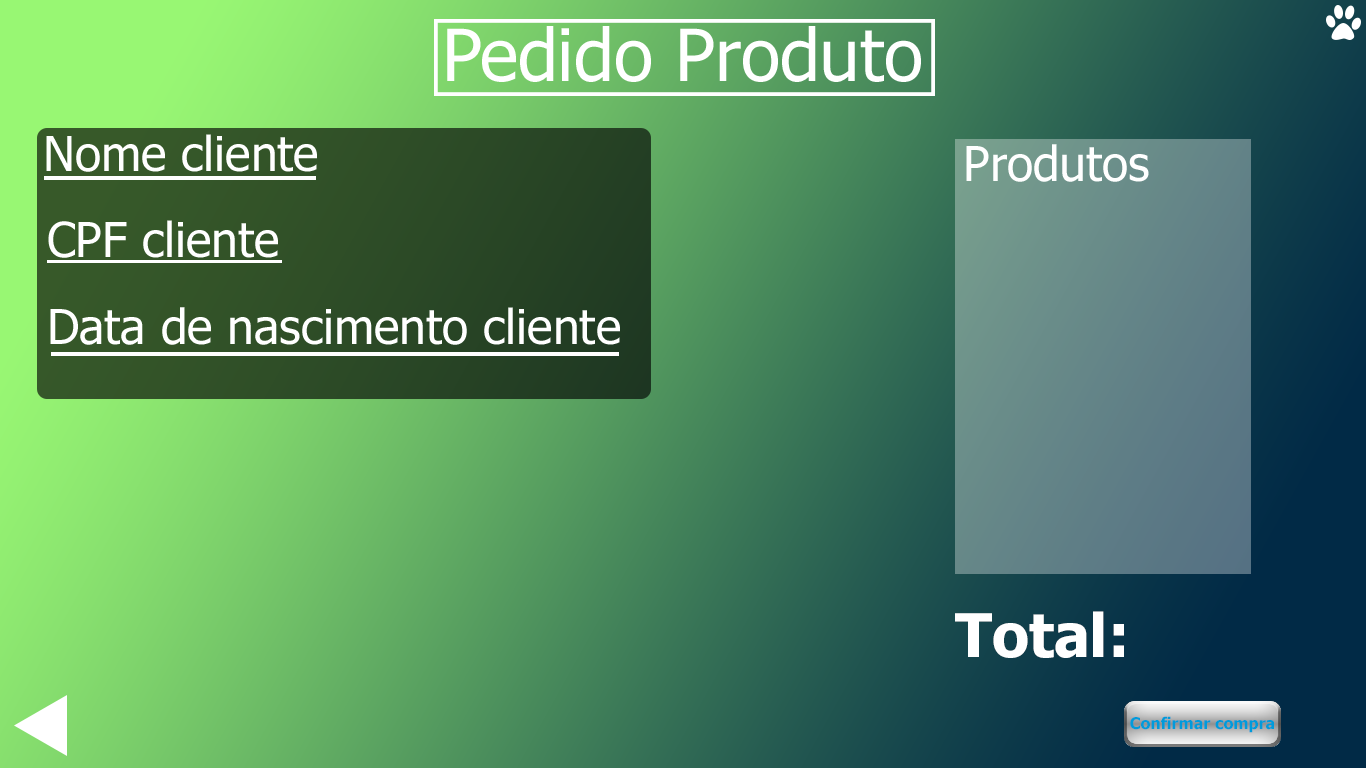 Pedido Produto
Nome cliente
CPF cliente
Data de nascimento cliente
Produtos
Total:
Confirmar compra